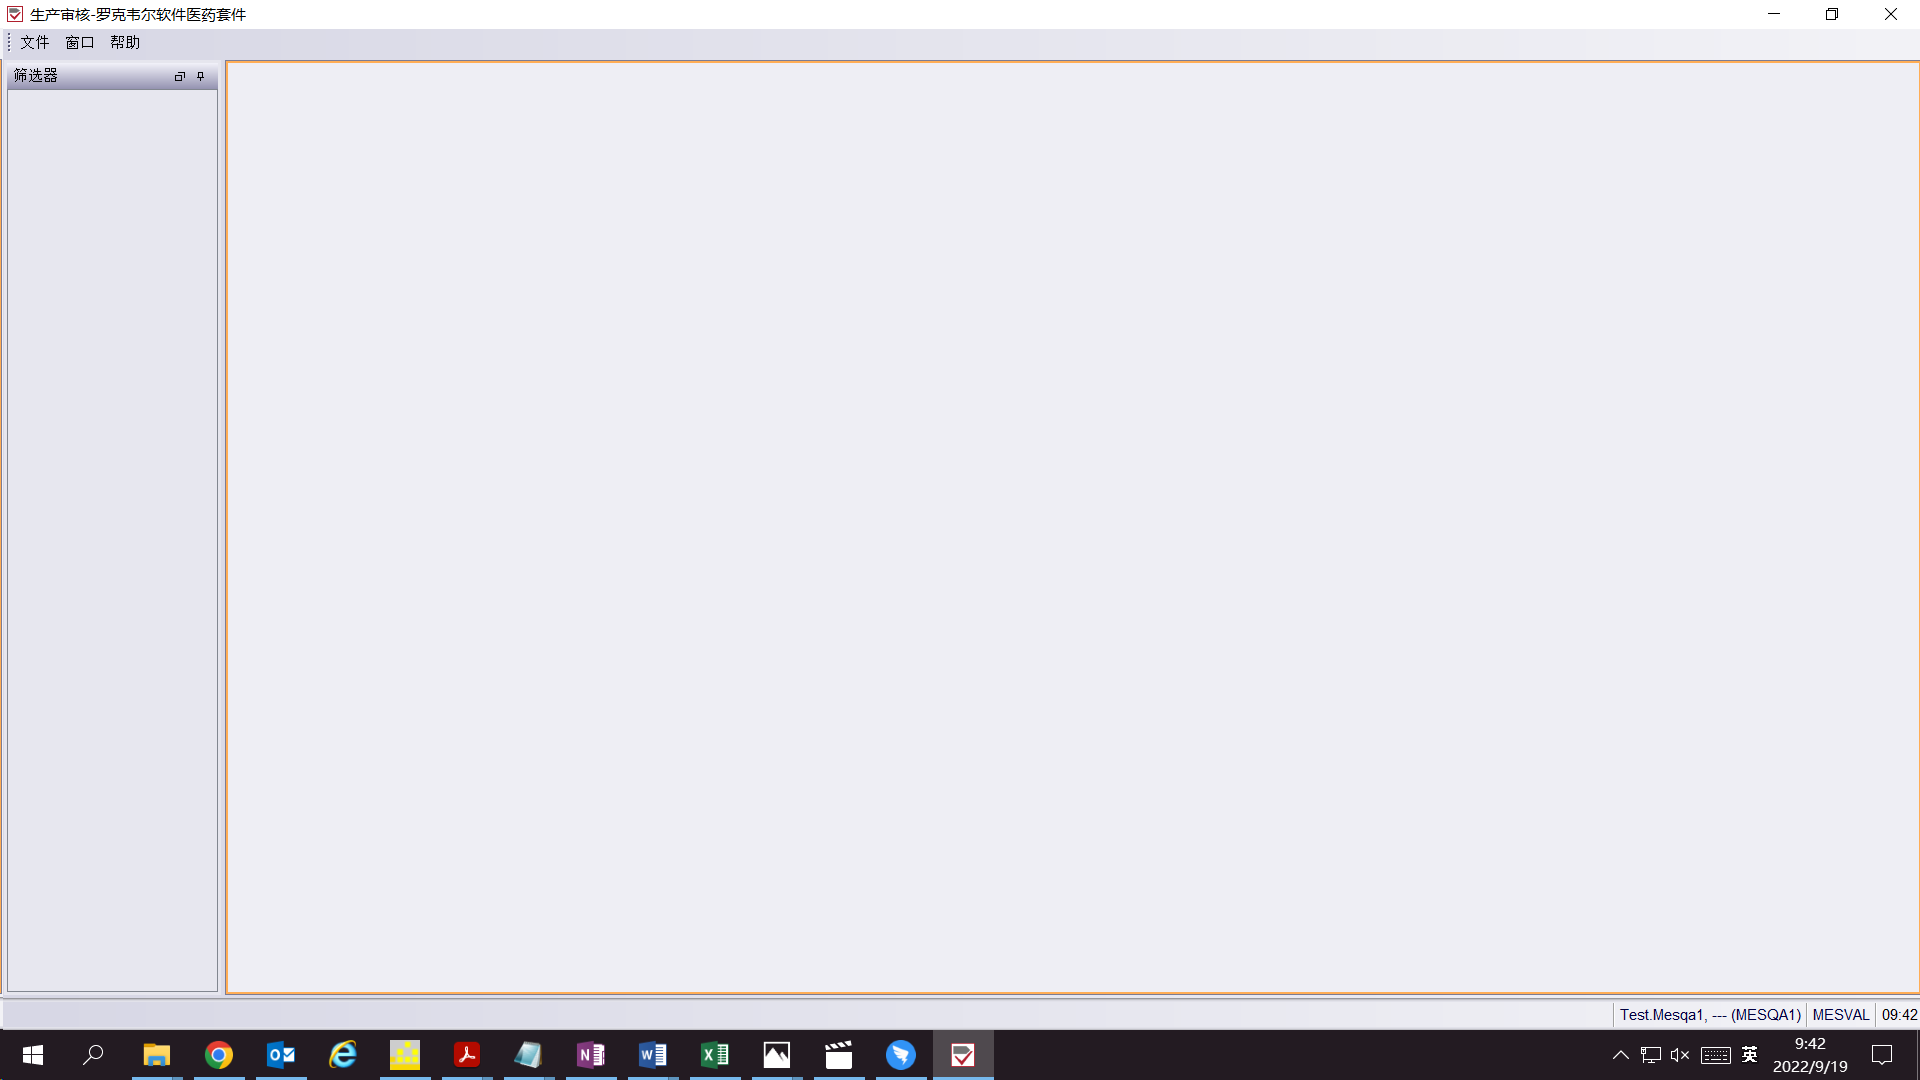 生产审核-罗克韦尔软件医药套件
文件 窗口 帮助
筛选器
Test.Mesqa1, --- (MESQA1) MESVAL 09:42
英 9:42
2022/9/19